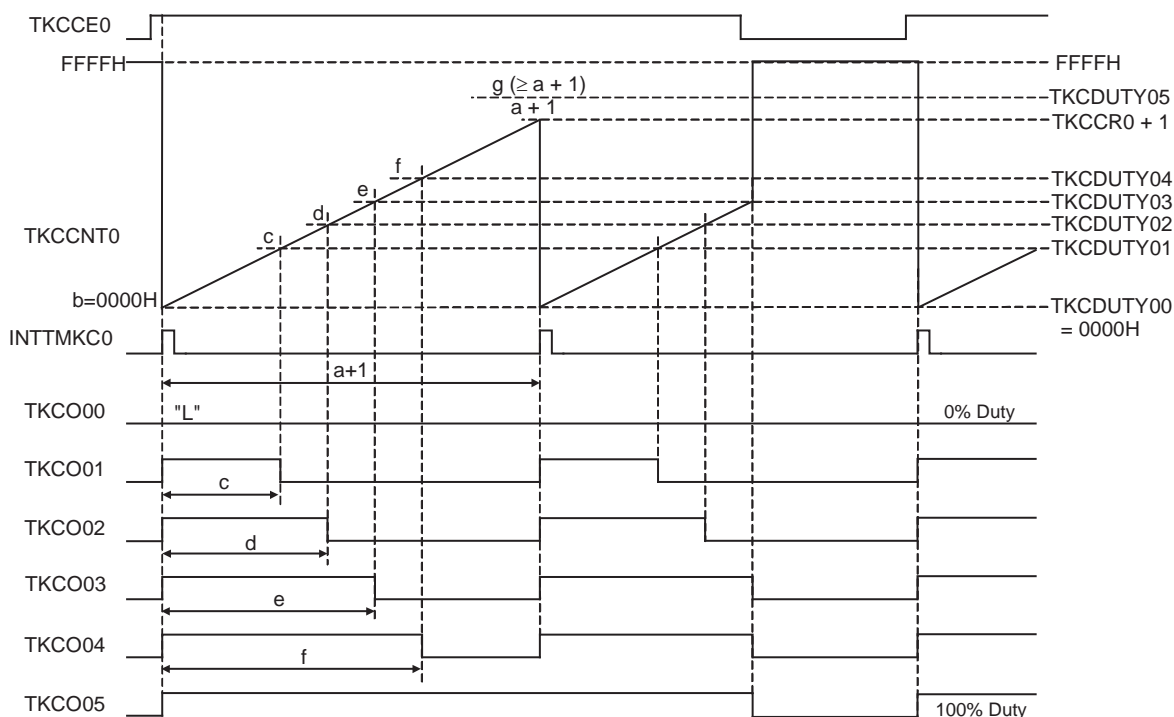 TKCCE0
FFFFH
FFFFH
g (≥ a + 1)
TKCDUTY05
a + 1
TKCCR0 + 1
f
TKCDUTY04
e
TKCDUTY03
d
TKCDUTY02
c
TKCCNT0
TKCDUTY01
b=0000H
TKCDUTY00
= 0000H
INTTMKC0
a+1
TKCO00
"L"
0% Duty
TKCO01
c
TKCO02
d
TKCO03
e
TKCO04
f
TKCO05
100% Duty